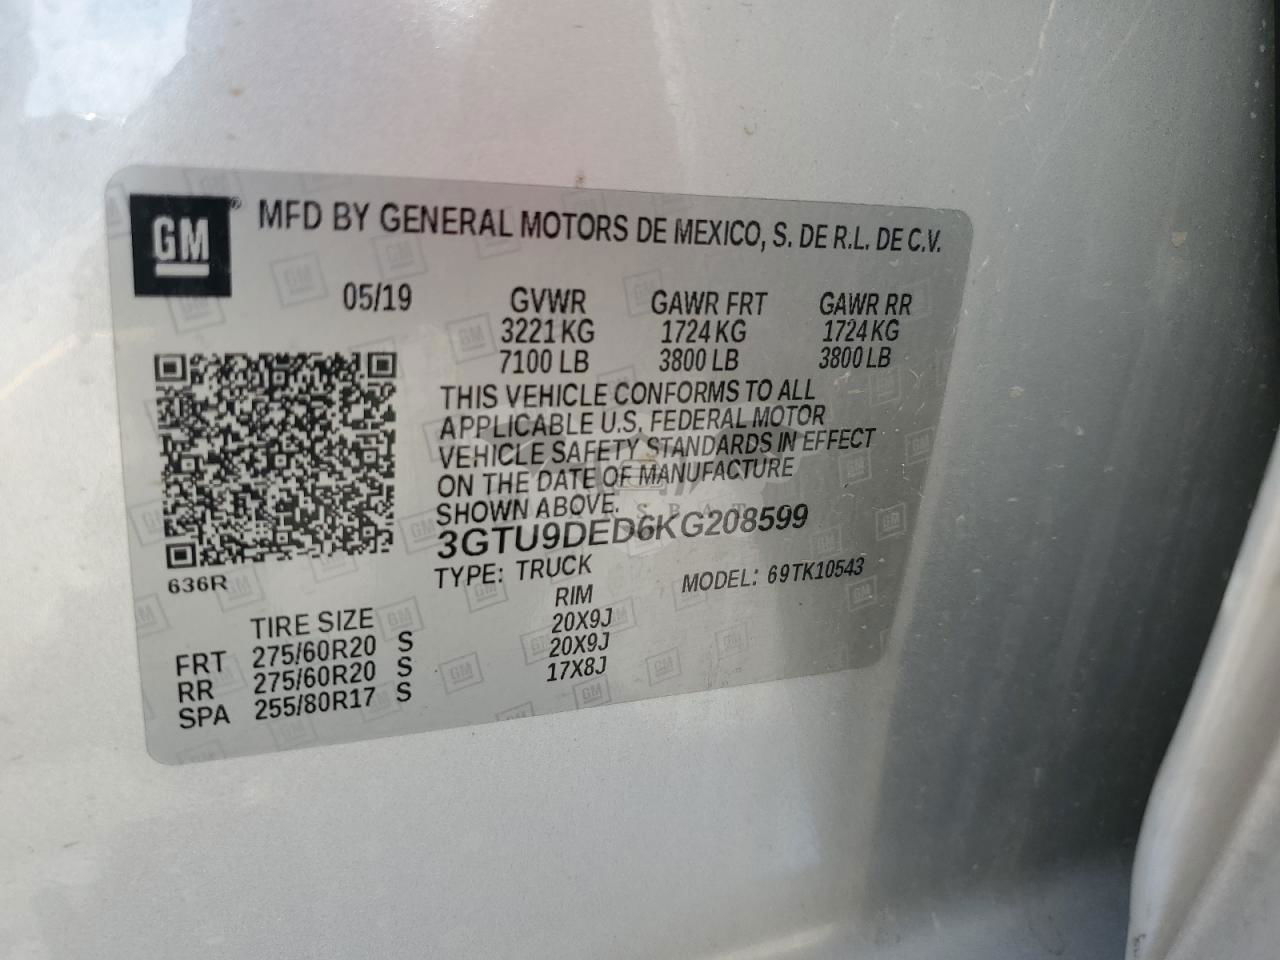 GM ® MFD BY GENERAL MOTORS DE MEXICO, S. DE R.L. DE C.V.
05/19 GVWR GAWR FRT GAWR RR
3221 KG 1724 KG 1724 KG
7100 LB 3800 LB 3800 LB
THIS VEHICLE CONFORMS TO ALL
APPLICABLE U.S. FEDERAL MOTOR
VEHICLE SAFETY STANDARDS IN EFFECT
ON THE DATE OF MANUFACTURE
SHOWN ABOVE.
3GTU9DED6KG208599
636R
TYPE: TRUCK MODEL: 69TK10543
TIRE SIZE RIM
FRT 275/60R20 S 20X9J
RR 275/60R20 S 20X9J
SPA 255/80R17 S 17X8J